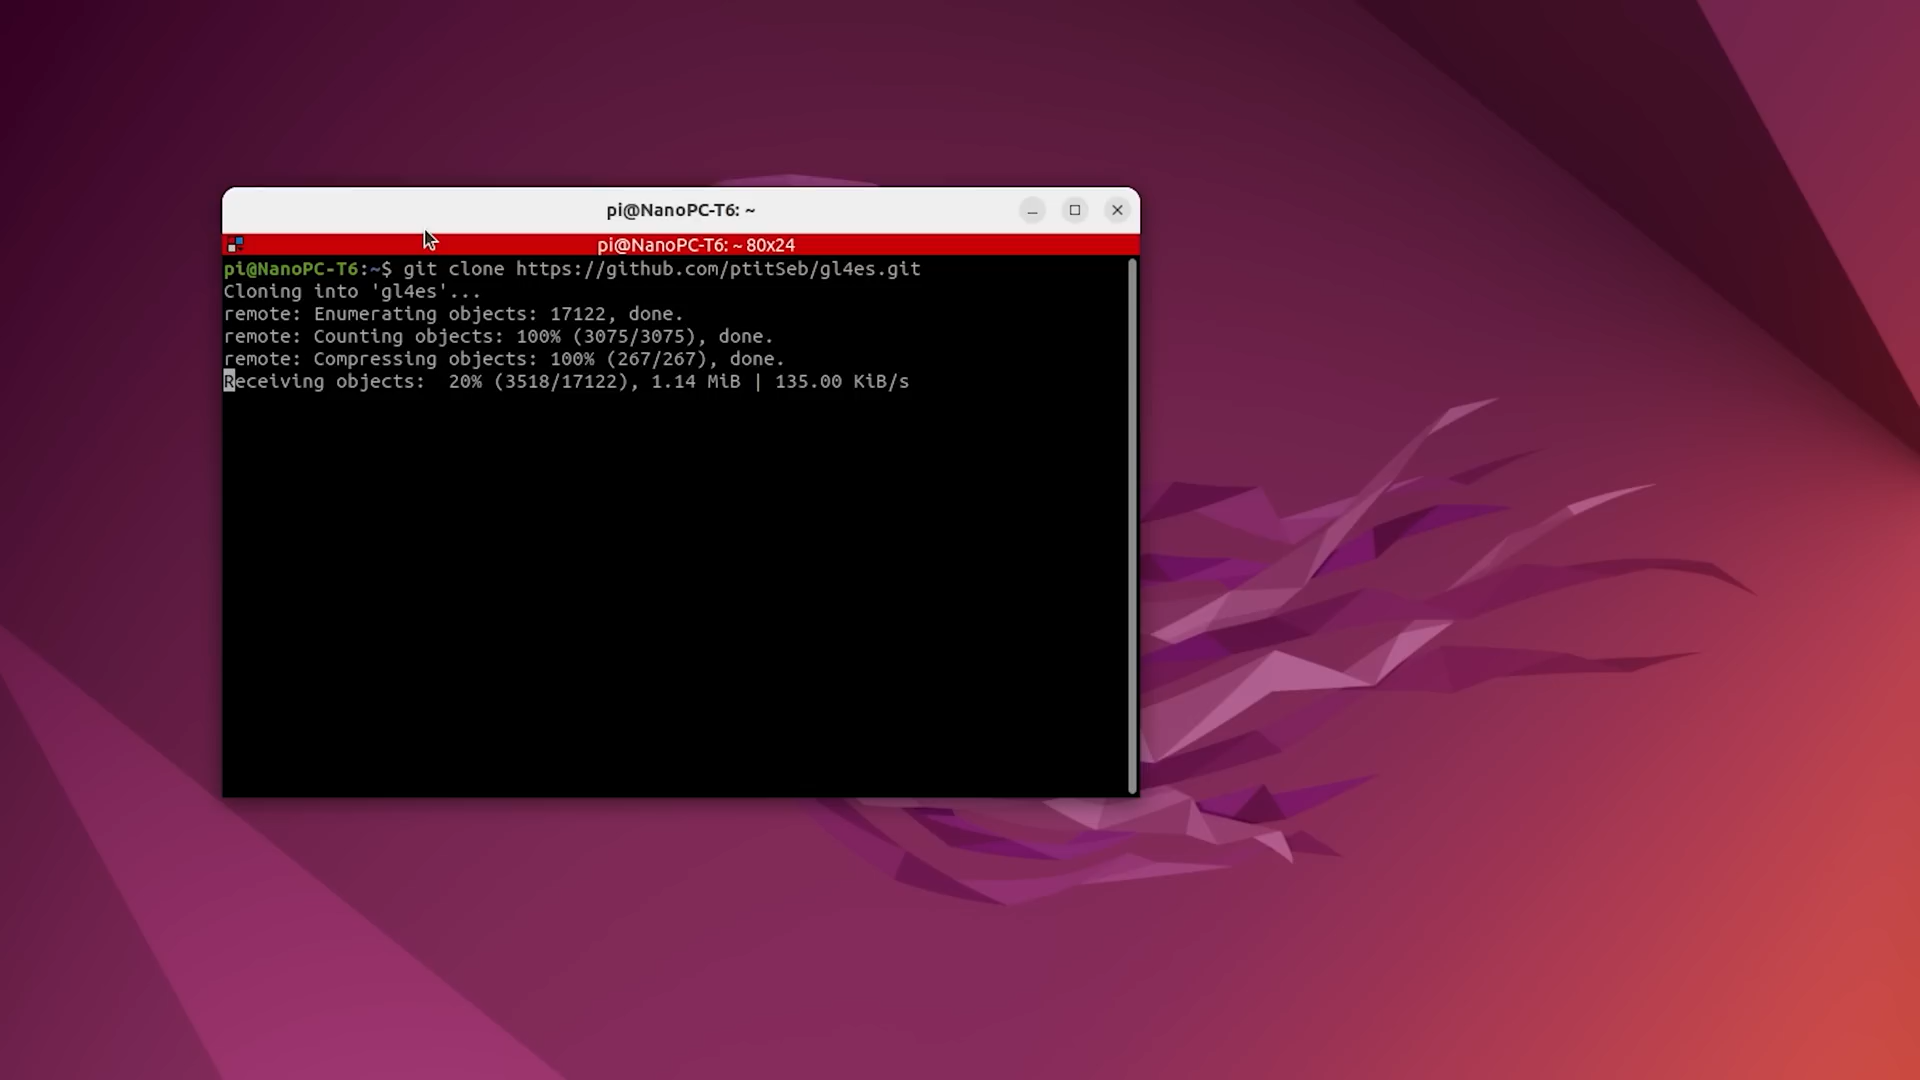 pi@NanoPC-T6: ~
pi@NanoPC-T6: ~ 80x24
pi@NanoPC-T6:~$ git clone https://github.com/ptitSeb/gl4es.git
Cloning into 'gl4es'...
remote: Enumerating objects: 17122, done.
remote: Counting objects: 100% (3075/3075), done.
remote: Compressing objects: 100% (267/267), done.
Receiving objects:  20% (3518/17122), 1.14 MiB | 135.00 KiB/s